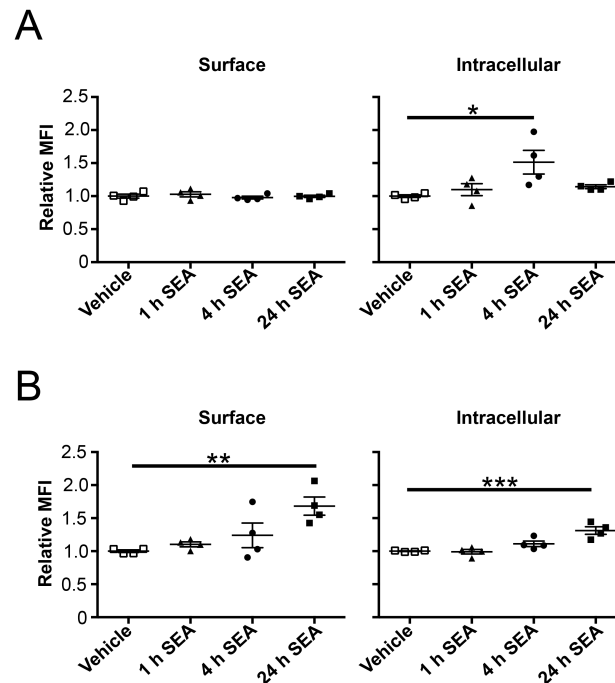 A
Surface
Intracellular
Relative MFI
2.5
2.0
1.5
1.0
0.5
0
*
Vehicle
1 h SEA
4 h SEA
24 h SEA
Vehicle
1 h SEA
4 h SEA
24 h SEA
B
Surface
Intracellular
Relative MFI
2.5
2.0
1.5
1.0
0.5
0
**
***
Vehicle
1 h SEA
4 h SEA
24 h SEA
Vehicle
1 h SEA
4 h SEA
24 h SEA